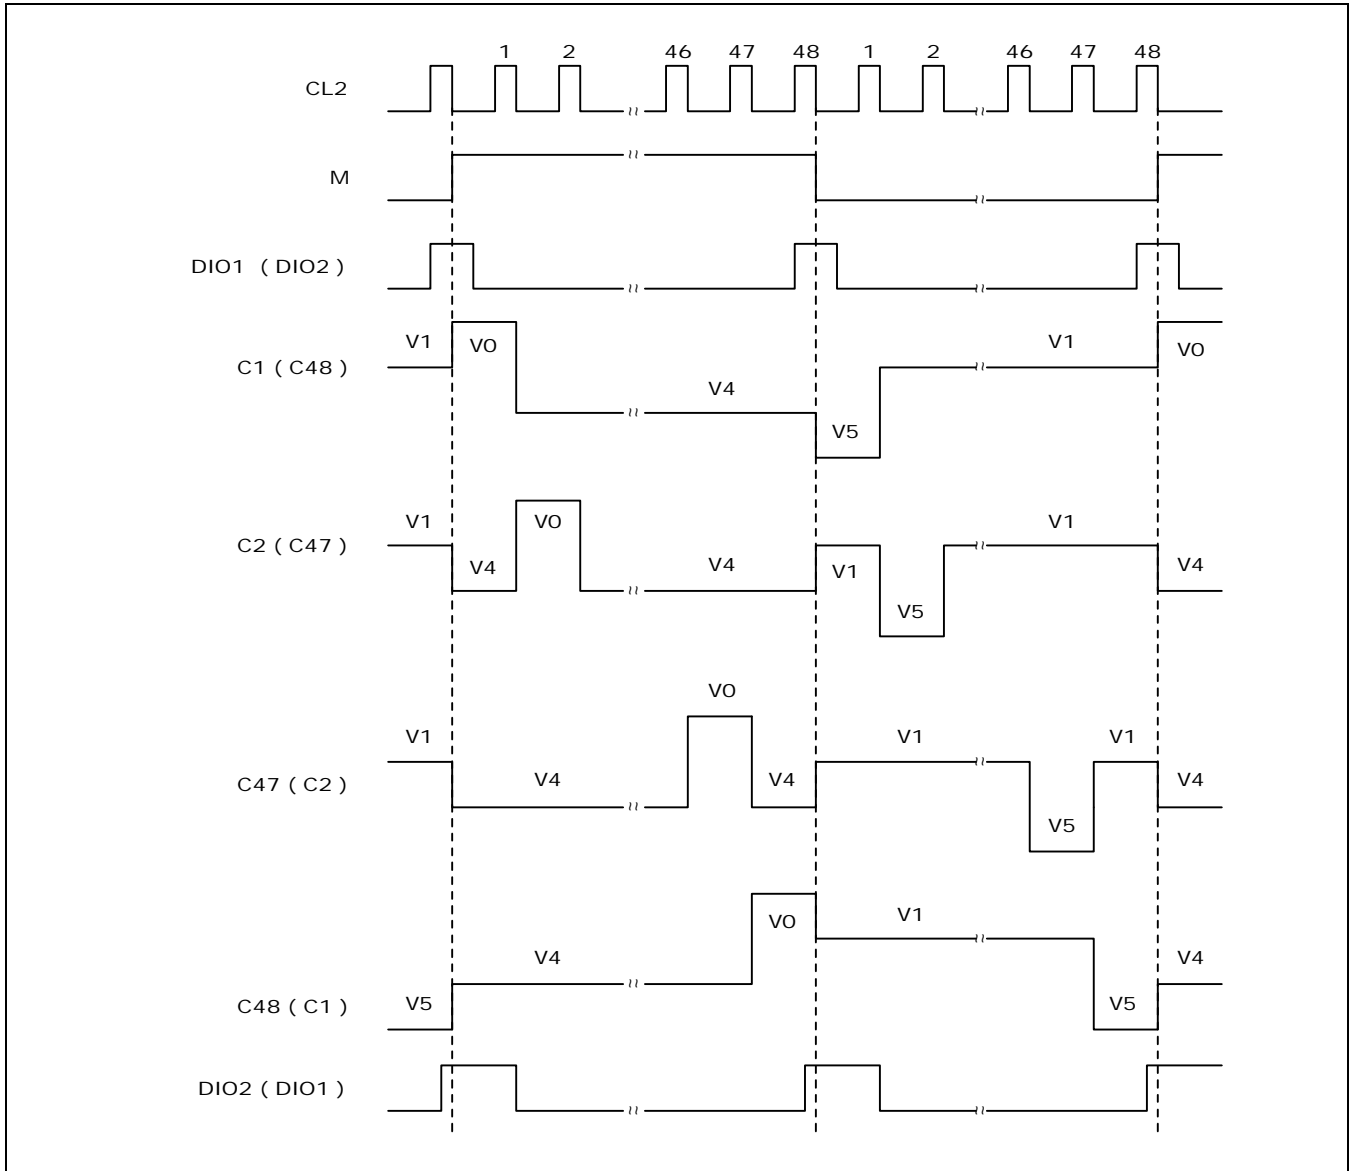 1 2 46 47 48 1 2 46 47 48
CL2
M
DIO1 (DIO2)
V1 V0 V1 V0
C1 (C48)
V4
V5
V1 V0 V1
C2 (C47)
V4 V4 V1 V4
V5
V0
V1 V1 V1
C47 (C2)
V4 V4 V4
V5
V0 V1
V4 V4
C48 (C1) V5 V5
DIO2 (DIO1)